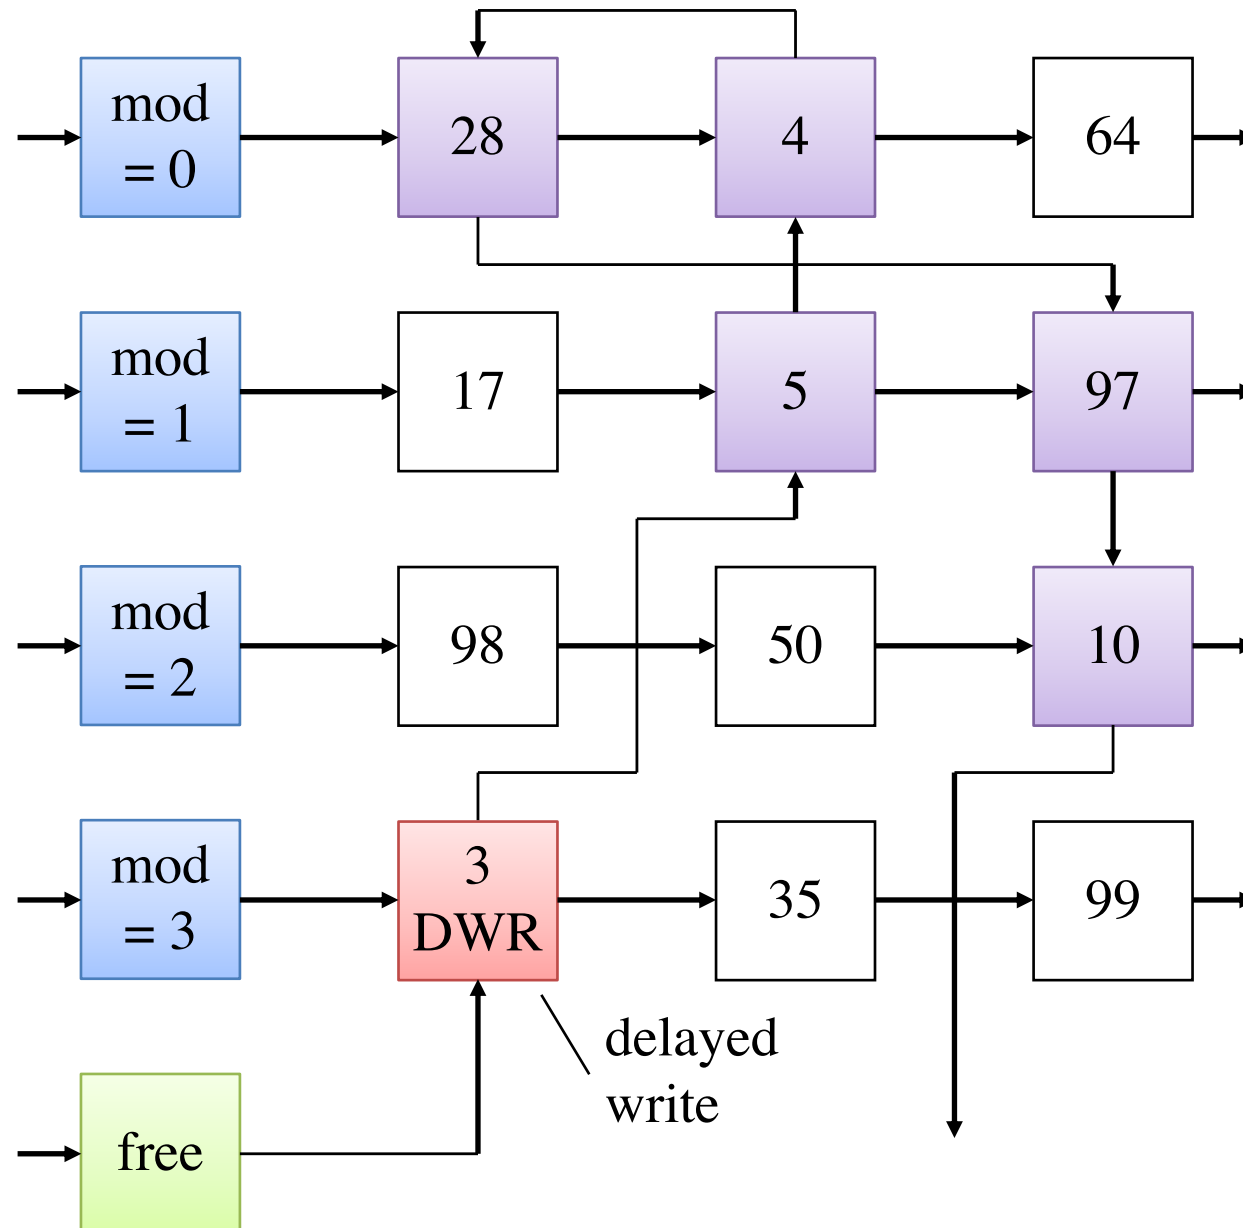 mod
= 0
28
4
64
mod
= 1
17
5
97
mod
= 2
98
50
10
mod
= 3
3
DWR
35
99
delayed
write
free